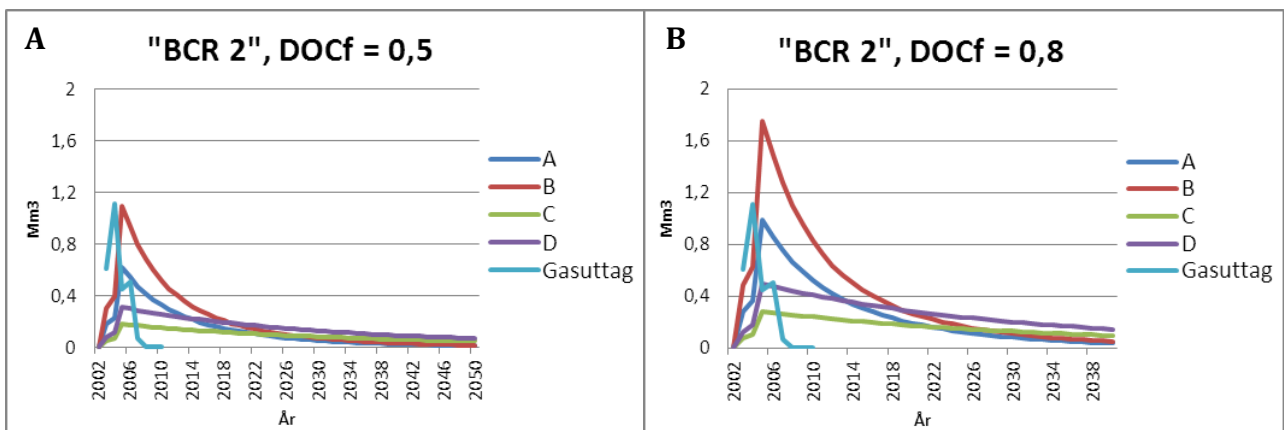 A
"BCR 2", DOCf = 0,5
2
1,6
1,2
0,8
0,4
0
Mm3
2002
2006
2010
2014
2018
2022
2026
2030
2034
2038
2042
2046
2050
År
A
B
C
D
Gasuttag
B
"BCR 2", DOCf = 0,8
2
1,6
1,2
0,8
0,4
0
Mm3
2002
2006
2010
2014
2018
2022
2026
2030
2034
2038
År
A
B
C
D
Gasuttag